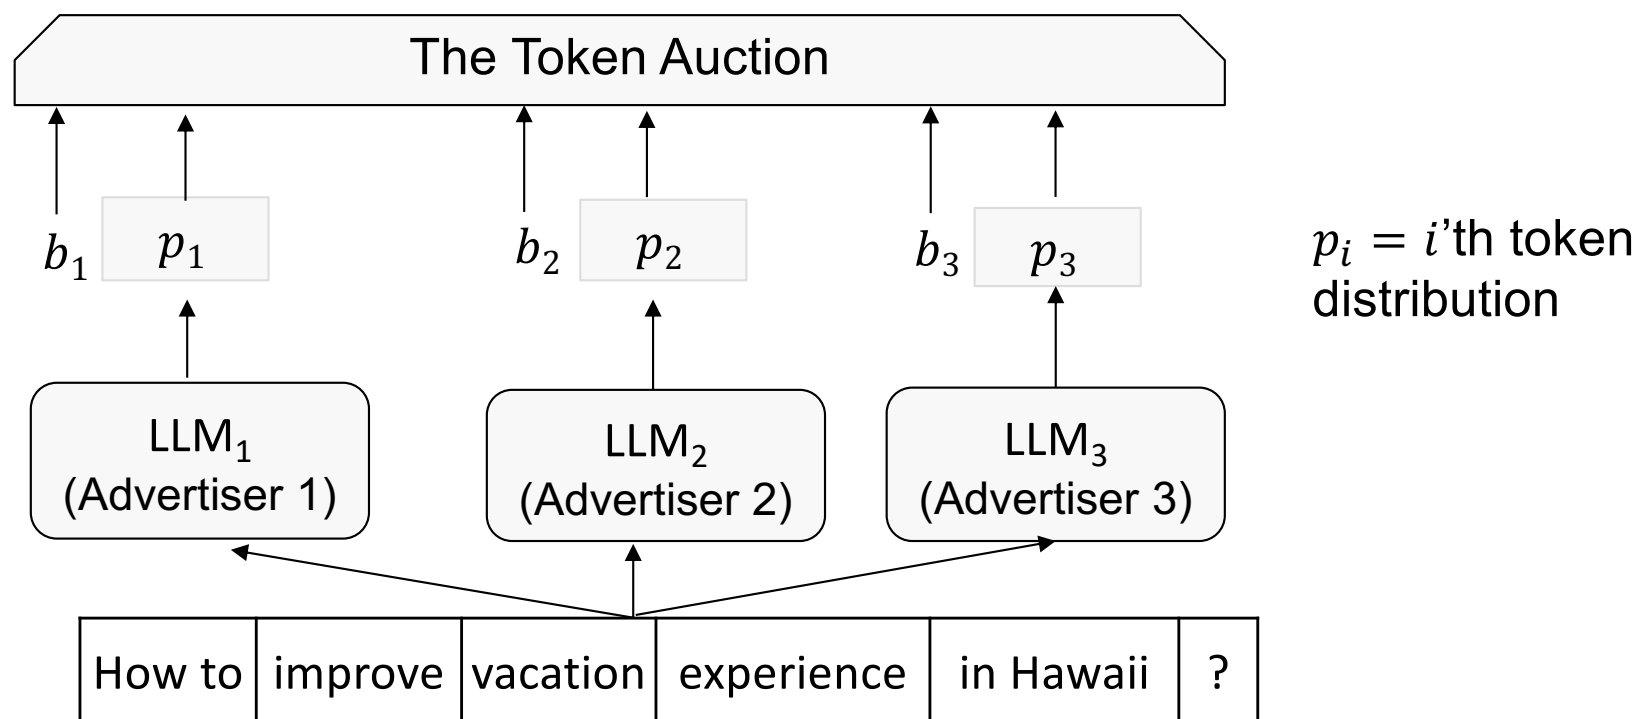 The Token Auction
b₁ p₁ b₂ p₂ b₃ p₃
pᵢ = i’th token
distribution
LLM₁
(Advertiser 1)
LLM₂
(Advertiser 2)
LLM₃
(Advertiser 3)
How to improve vacation experience in Hawaii ?